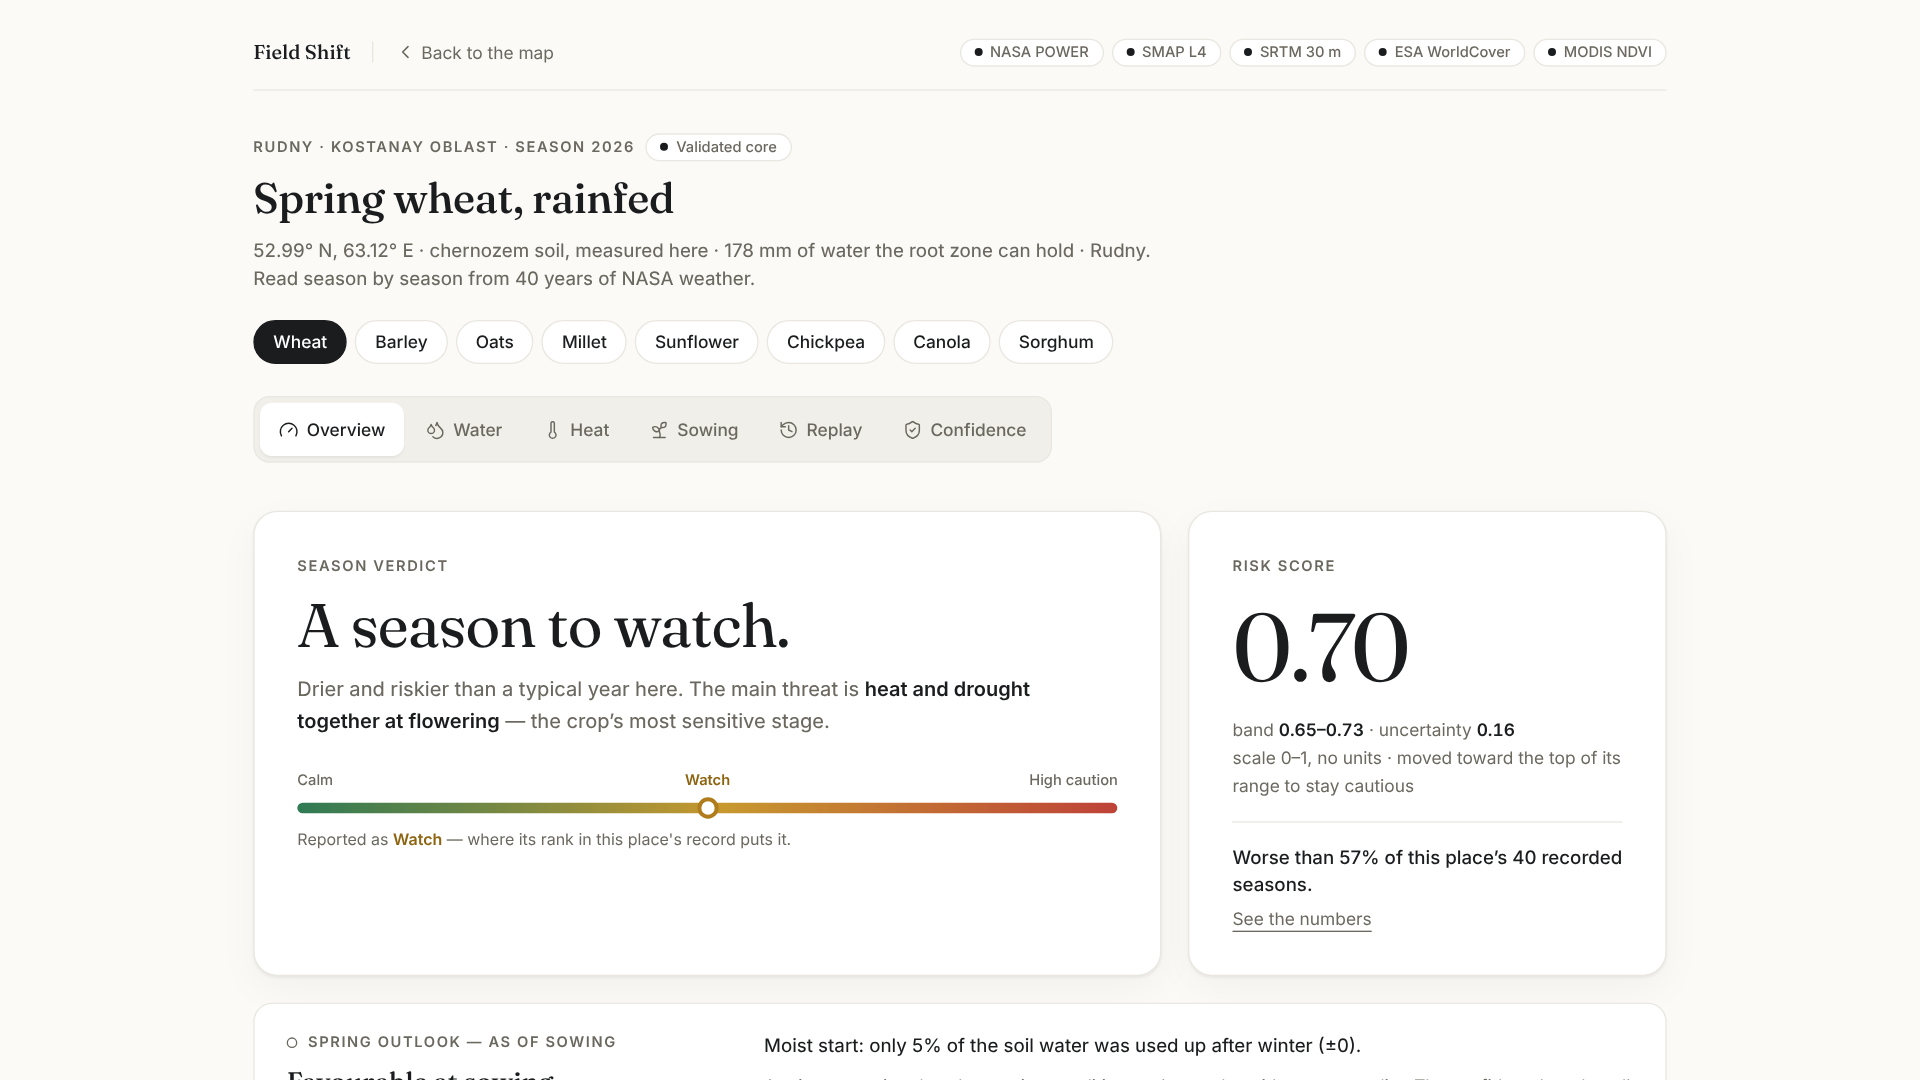 Field Shift
Back to the map
NASA POWER
SMAP L4
SRTM 30 m
ESA WorldCover
MODIS NDVI
RUDNY · KOSTANAY OBLAST · SEASON 2026
Validated core
Spring wheat, rainfed
52.99° N, 63.12° E · chernozem soil, measured here · 178 mm of water the root zone can hold · Rudny.
Read season by season from 40 years of NASA weather.
Wheat
Barley
Oats
Millet
Sunflower
Chickpea
Canola
Sorghum
Overview
Water
Heat
Sowing
Replay
Confidence
SEASON VERDICT
A season to watch.
Drier and riskier than a typical year here. The main threat is heat and drought
together at flowering — the crop’s most sensitive stage.
Calm
Watch
High caution
Reported as Watch — where its rank in this place's record puts it.
RISK SCORE
0.70
band 0.65–0.73 · uncertainty 0.16
scale 0–1, no units · moved toward the top of its
range to stay cautious
Worse than 57% of this place’s 40 recorded
seasons.
See the numbers
SPRING OUTLOOK — AS OF SOWING
Favourable at sowing
Moist start: only 5% of the soil water was used up after winter (±0).